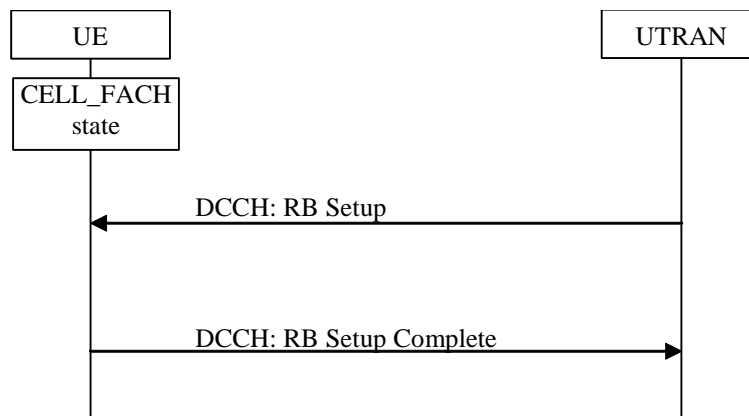 UE
UTRAN
CELL_FACH
state
DCCH: RB Setup
DCCH: RB Setup Complete